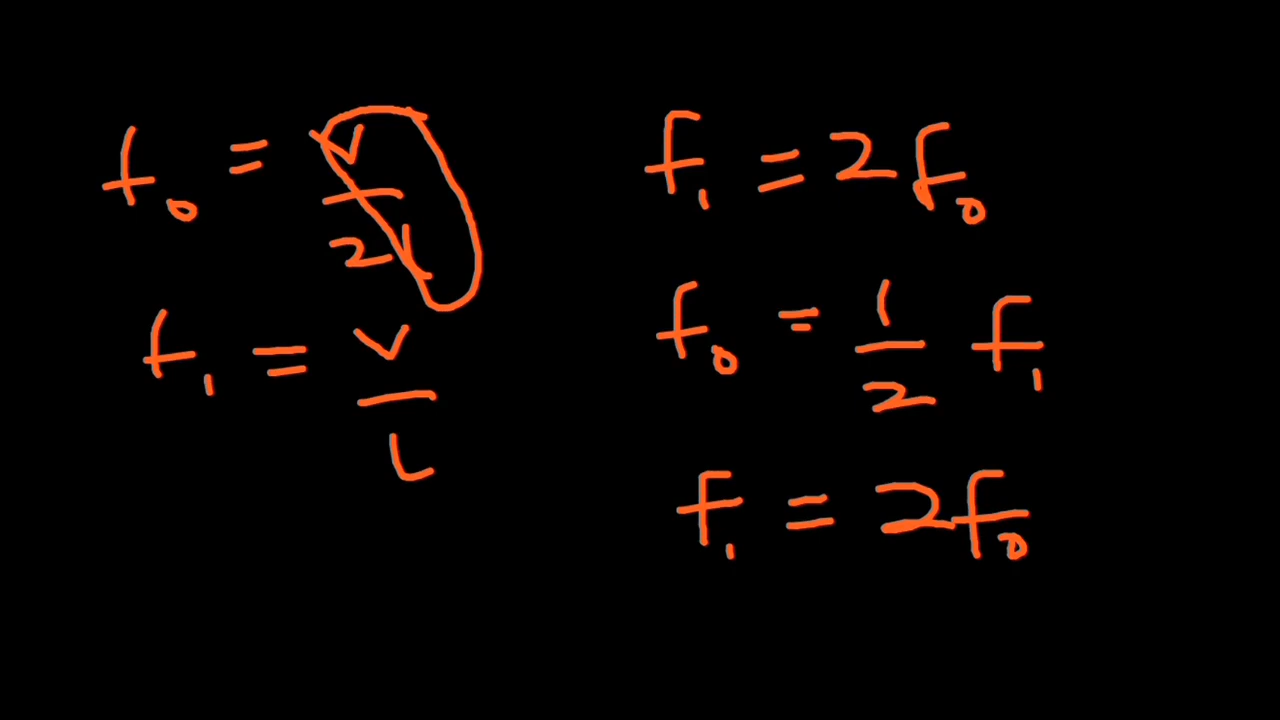 f₀ = v/2L
f₁ = v/L
f₁ = 2f₀
f₀ = 1/2 f₁
f₁ = 2f₀